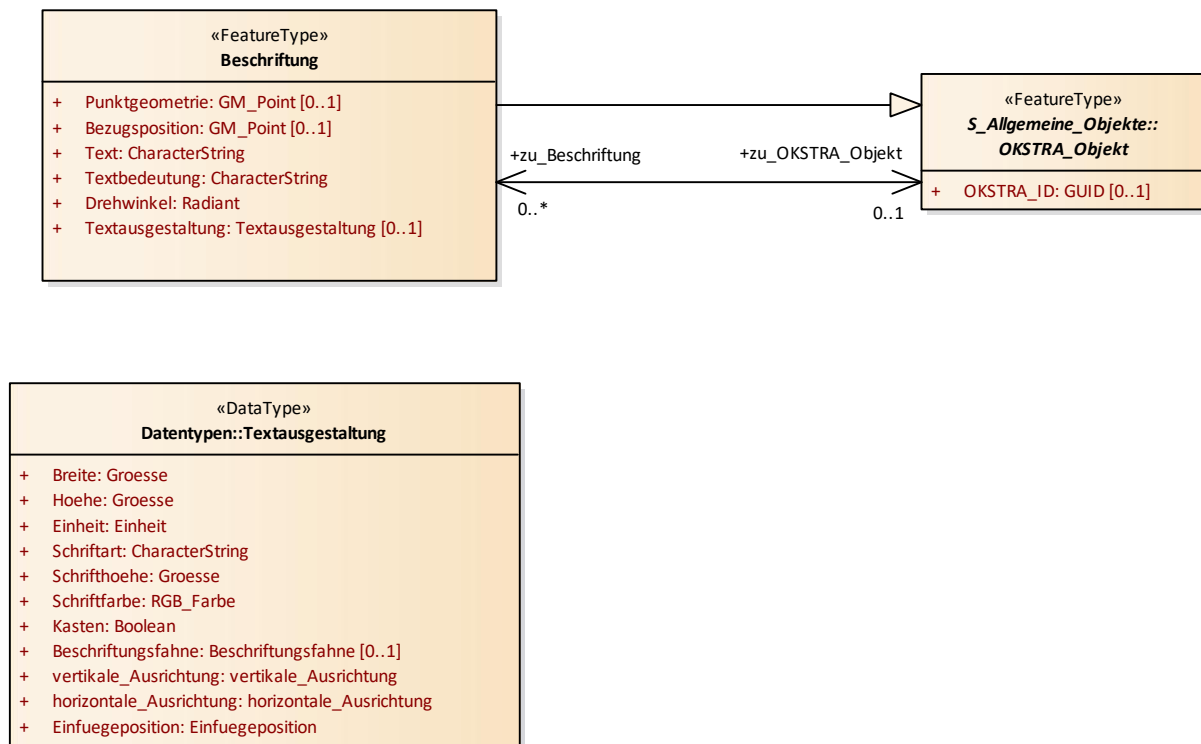 «FeatureType»
Beschriftung
+ Punktgeometrie: GM_Point [0..1]
+ Bezugsposition: GM_Point [0..1]
+ Text: CharacterString
+ Textbedeutung: CharacterString
+ Drehwinkel: Radiant
+ Textausgestaltung: Textausgestaltung [0..1]
+zu_Beschriftung
0..*
+zu_OKSTRA_Objekt
0..1
«FeatureType»
S_Allgemeine_Objekte::
OKSTRA_Objekt
+ OKSTRA_ID: GUID [0..1]
«DataType»
Datentypen::Textausgestaltung
+ Breite: Groesse
+ Hoehe: Groesse
+ Einheit: Einheit
+ Schriftart: CharacterString
+ Schrifthoehe: Groesse
+ Schriftfarbe: RGB_Farbe
+ Kasten: Boolean
+ Beschriftungsfahne: Beschriftungsfahne [0..1]
+ vertikale_Ausrichtung: vertikale_Ausrichtung
+ horizontale_Ausrichtung: horizontale_Ausrichtung
+ Einfuegeposition: Einfuegeposition